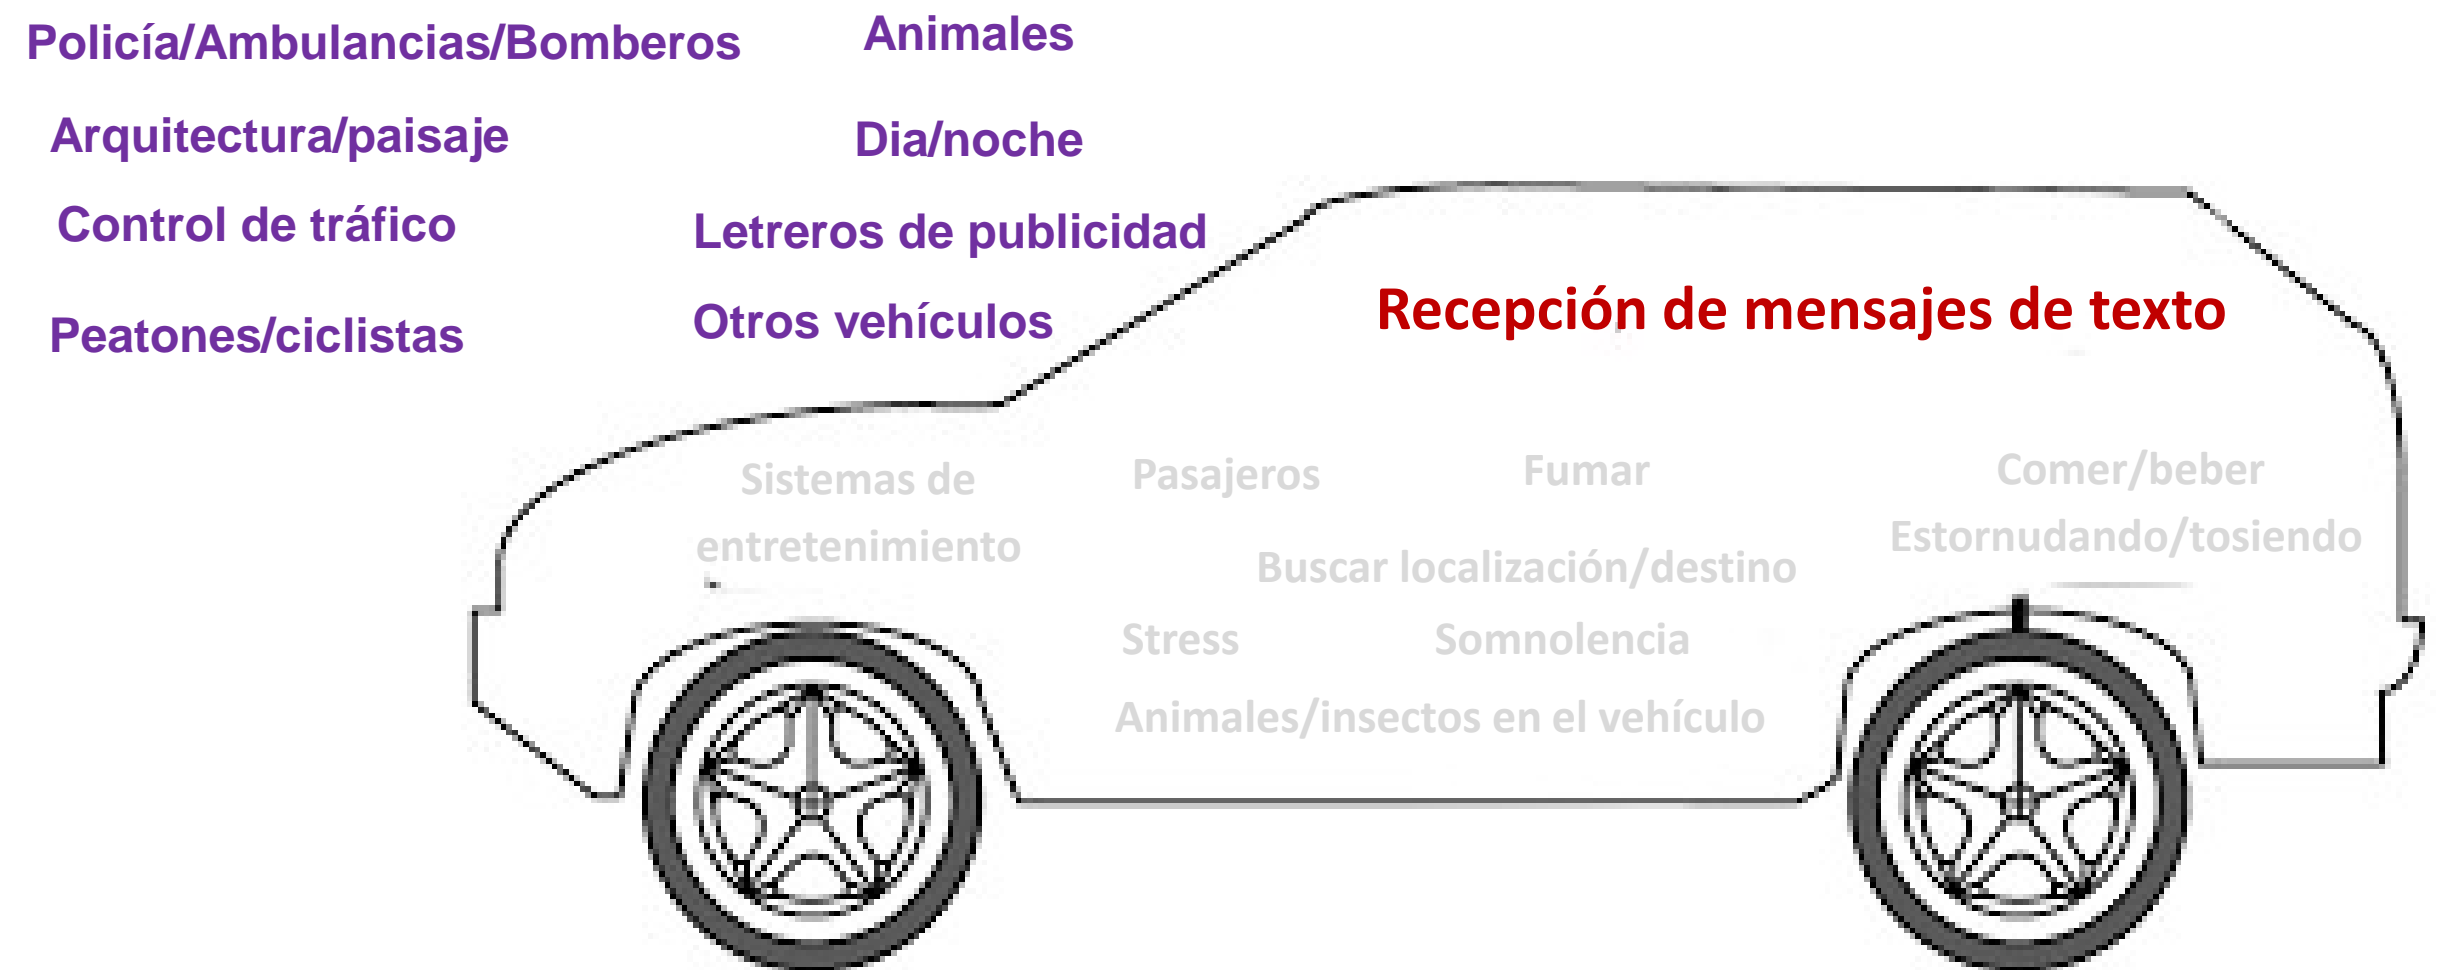 Policía/Ambulancias/Bomberos
Animales
Arquitectura/paisaje
Dia/noche
Control de tráfico
Letreros de publicidad
Peatones/ciclistas
Otros vehículos
Recepción de mensajes de texto
Sistemas de
entretenimiento
Pasajeros
Fumar
Comer/beber
Estornudando/tosiendo
Buscar localización/destino
Stress
Somnolencia
Animales/insectos en el vehículo